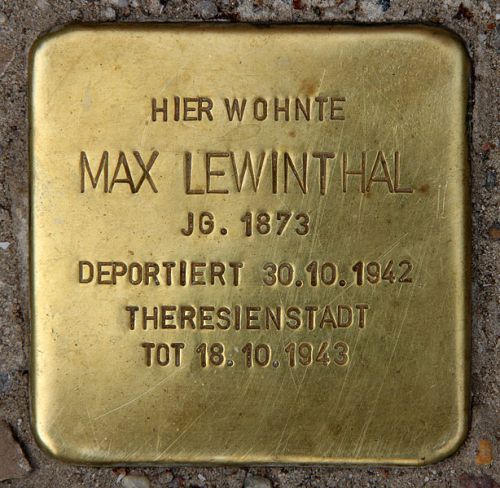 HIER WOHNTE
MAX LEWINTHAL
JG. 1873
DEPORTIERT 30.10.1942
THERESIENSTADT
TOT 18.10.1943